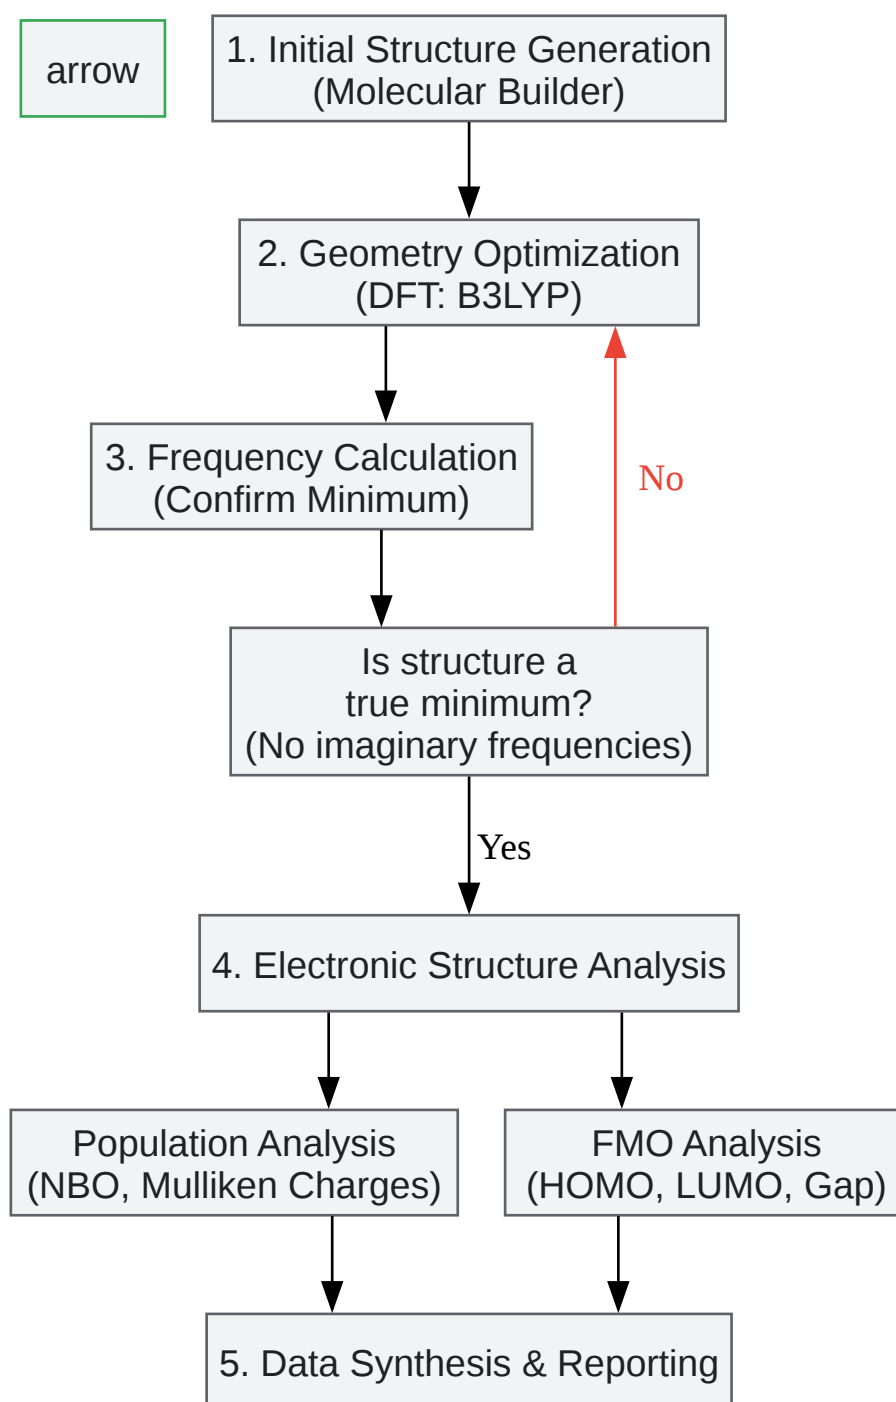 arrow
1. Initial Structure Generation
(Molecular Builder)
2. Geometry Optimization
(DFT: B3LYP)
3. Frequency Calculation
(Confirm Minimum)
No
Is structure a
true minimum?
(No imaginary frequencies)
Yes
4. Electronic Structure Analysis
Population Analysis
(NBO, Mulliken Charges)
FMO Analysis
(HOMO, LUMO, Gap)
5. Data Synthesis & Reporting